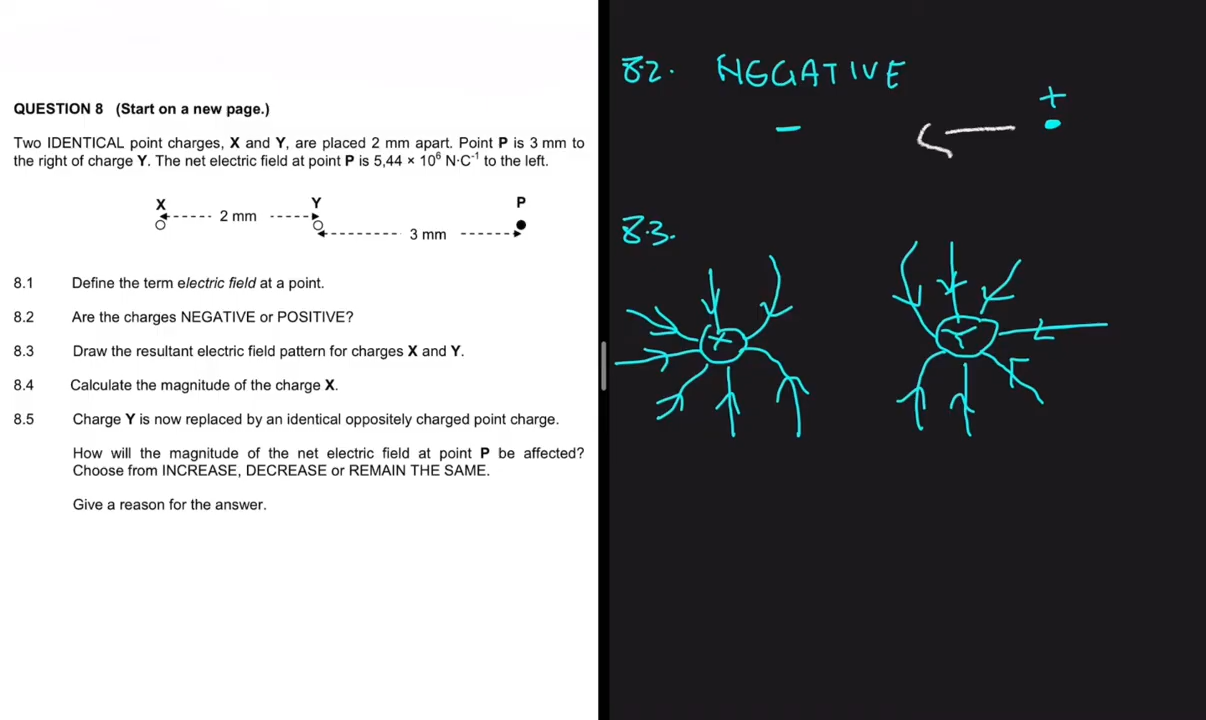 QUESTION 8 (Start on a new page.)
Two IDENTICAL point charges, X and Y, are placed 2 mm apart. Point P is 3 mm to
the right of charge Y. The net electric field at point P is 5,44 × 10⁶ N·C⁻¹ to the left.
X Y P
2 mm
3 mm
8.1 Define the term electric field at a point.
8.2 Are the charges NEGATIVE or POSITIVE?
8.3 Draw the resultant electric field pattern for charges X and Y.
8.4 Calculate the magnitude of the charge X.
8.5 Charge Y is now replaced by an identical oppositely charged point charge.
How will the magnitude of the net electric field at point P be affected?
Choose from INCREASE, DECREASE or REMAIN THE SAME.
Give a reason for the answer.
8.2. NEGATIVE
+
-
8.3.
X Y